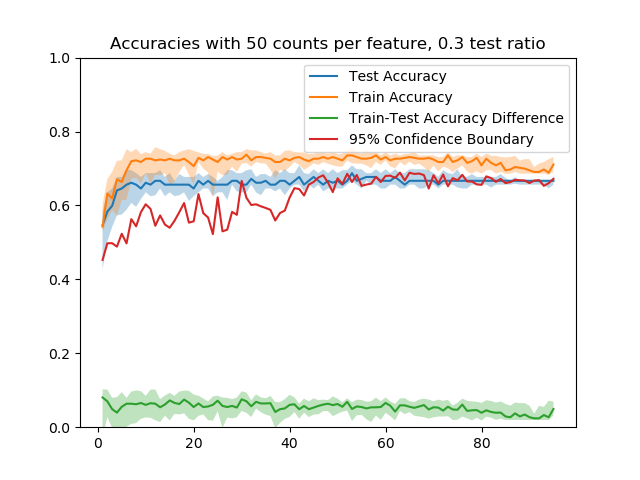 Accuracies with 50 counts per feature, 0.3 test ratio
Test Accuracy
Train Accuracy
Train-Test Accuracy Difference
95% Confidence Boundary
1.0
0.8
0.6
0.4
0.2
0.0
0 20 40 60 80